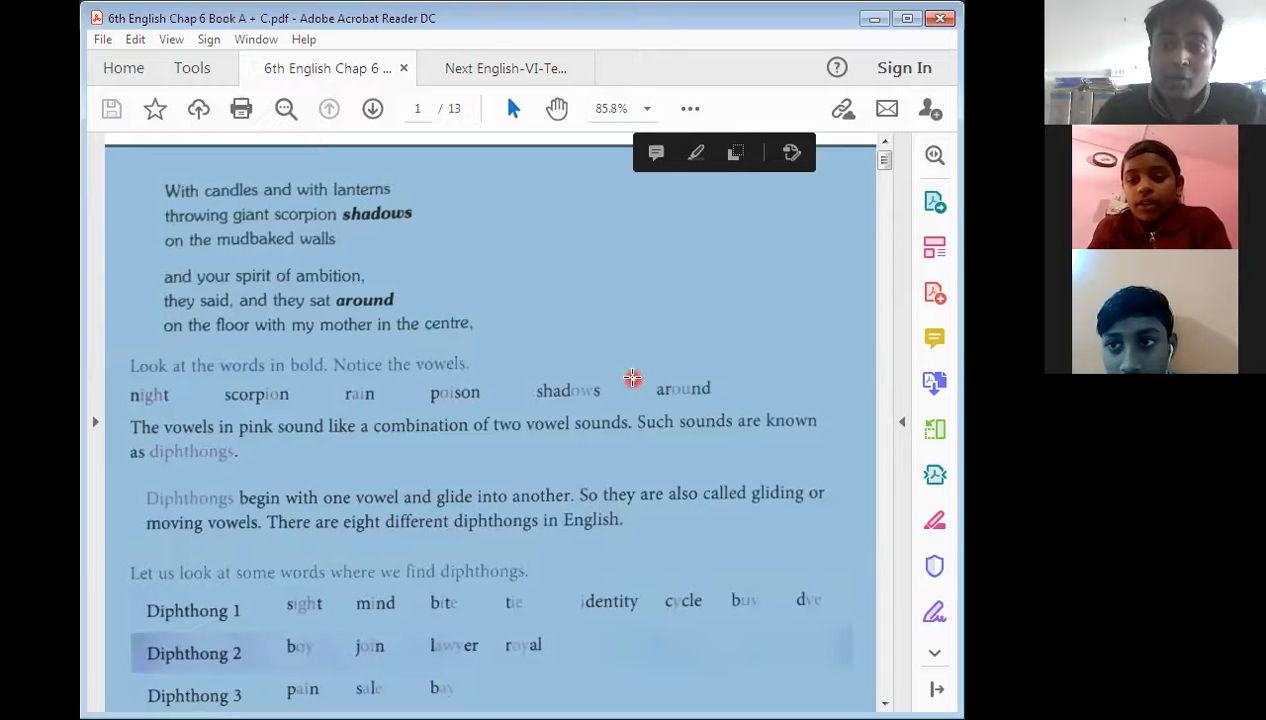 6th English Chap 6 Book A + C.pdf - Adobe Acrobat Reader DC
File Edit View Sign Window Help
Home Tools 6th English Chap 6 ... × Next English-VI-Te... ? Sign In
1 / 13 85.8%
With candles and with lanterns
throwing giant scorpion shadows
on the mudbaked walls
and your spirit of ambition,
they said, and they sat around
on the floor with my mother in the centre,
Look at the words in bold. Notice the vowels.
night scorpion rain poison shadows around
The vowels in pink sound like a combination of two vowel sounds. Such sounds are known
as diphthongs.
Diphthongs begin with one vowel and glide into another. So they are also called gliding or
moving vowels. There are eight different diphthongs in English.
Let us look at some words where we find diphthongs.
Diphthong 1 sight mind bite tie identity cycle buy dye
Diphthong 2 boy join lawyer royal
Diphthong 3 pain sale bay